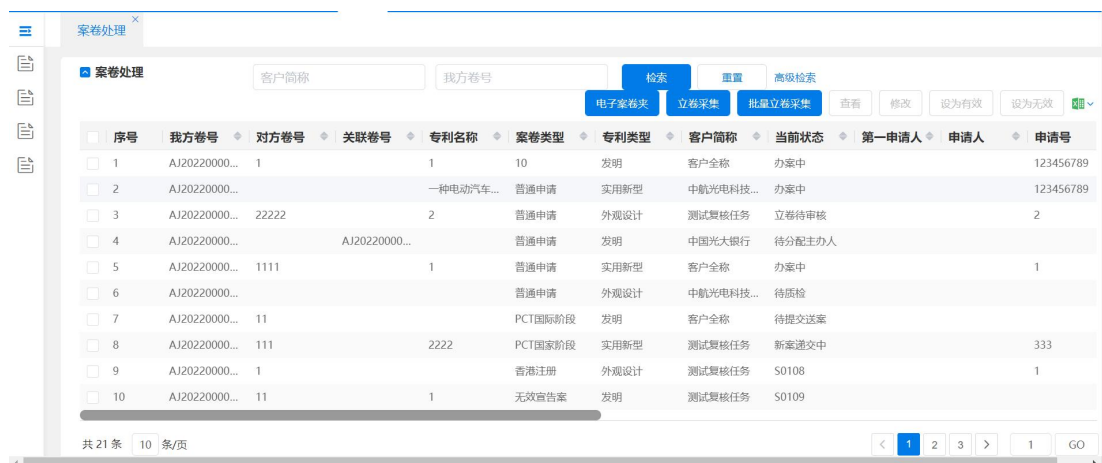 案卷处理 ×
案卷处理 客户简称 我方卷号 检索 重置 高级检索
电子案卷夹 立卷采集 批量立卷采集 查看 修改 设为有效 设为无效
序号 我方卷号 对方卷号 关联卷号 专利名称 案卷类型 专利类型 客户简称 当前状态 第一申请人 申请人 申请号
1 AJ20220000... 1 1 10 发明 客户全称 办案中 123456789
2 AJ20220000... 一种电动汽车... 普通申请 实用新型 中航光电科技... 办案中 123456789
3 AJ20220000... 22222 2 普通申请 外观设计 测试复核任务 立卷待审核 2
4 AJ20220000... AJ20220000... 普通申请 发明 中国光大银行 待分配主办人
5 AJ20220000... 1111 1 普通申请 实用新型 客户全称 办案中 1
6 AJ20220000... 普通申请 外观设计 中航光电科技... 待质检
7 AJ20220000... 11 PCT国际阶段 发明 客户全称 待提交送案
8 AJ20220000... 111 2222 PCT国家阶段 实用新型 测试复核任务 新案递交中 333
9 AJ20220000... 1 香港注册 外观设计 测试复核任务 S0108 1
10 AJ20220000... 11 1 无效宣告案 发明 测试复核任务 S0109
共 21 条 10 条/页 < 1 2 3 > 1 GO